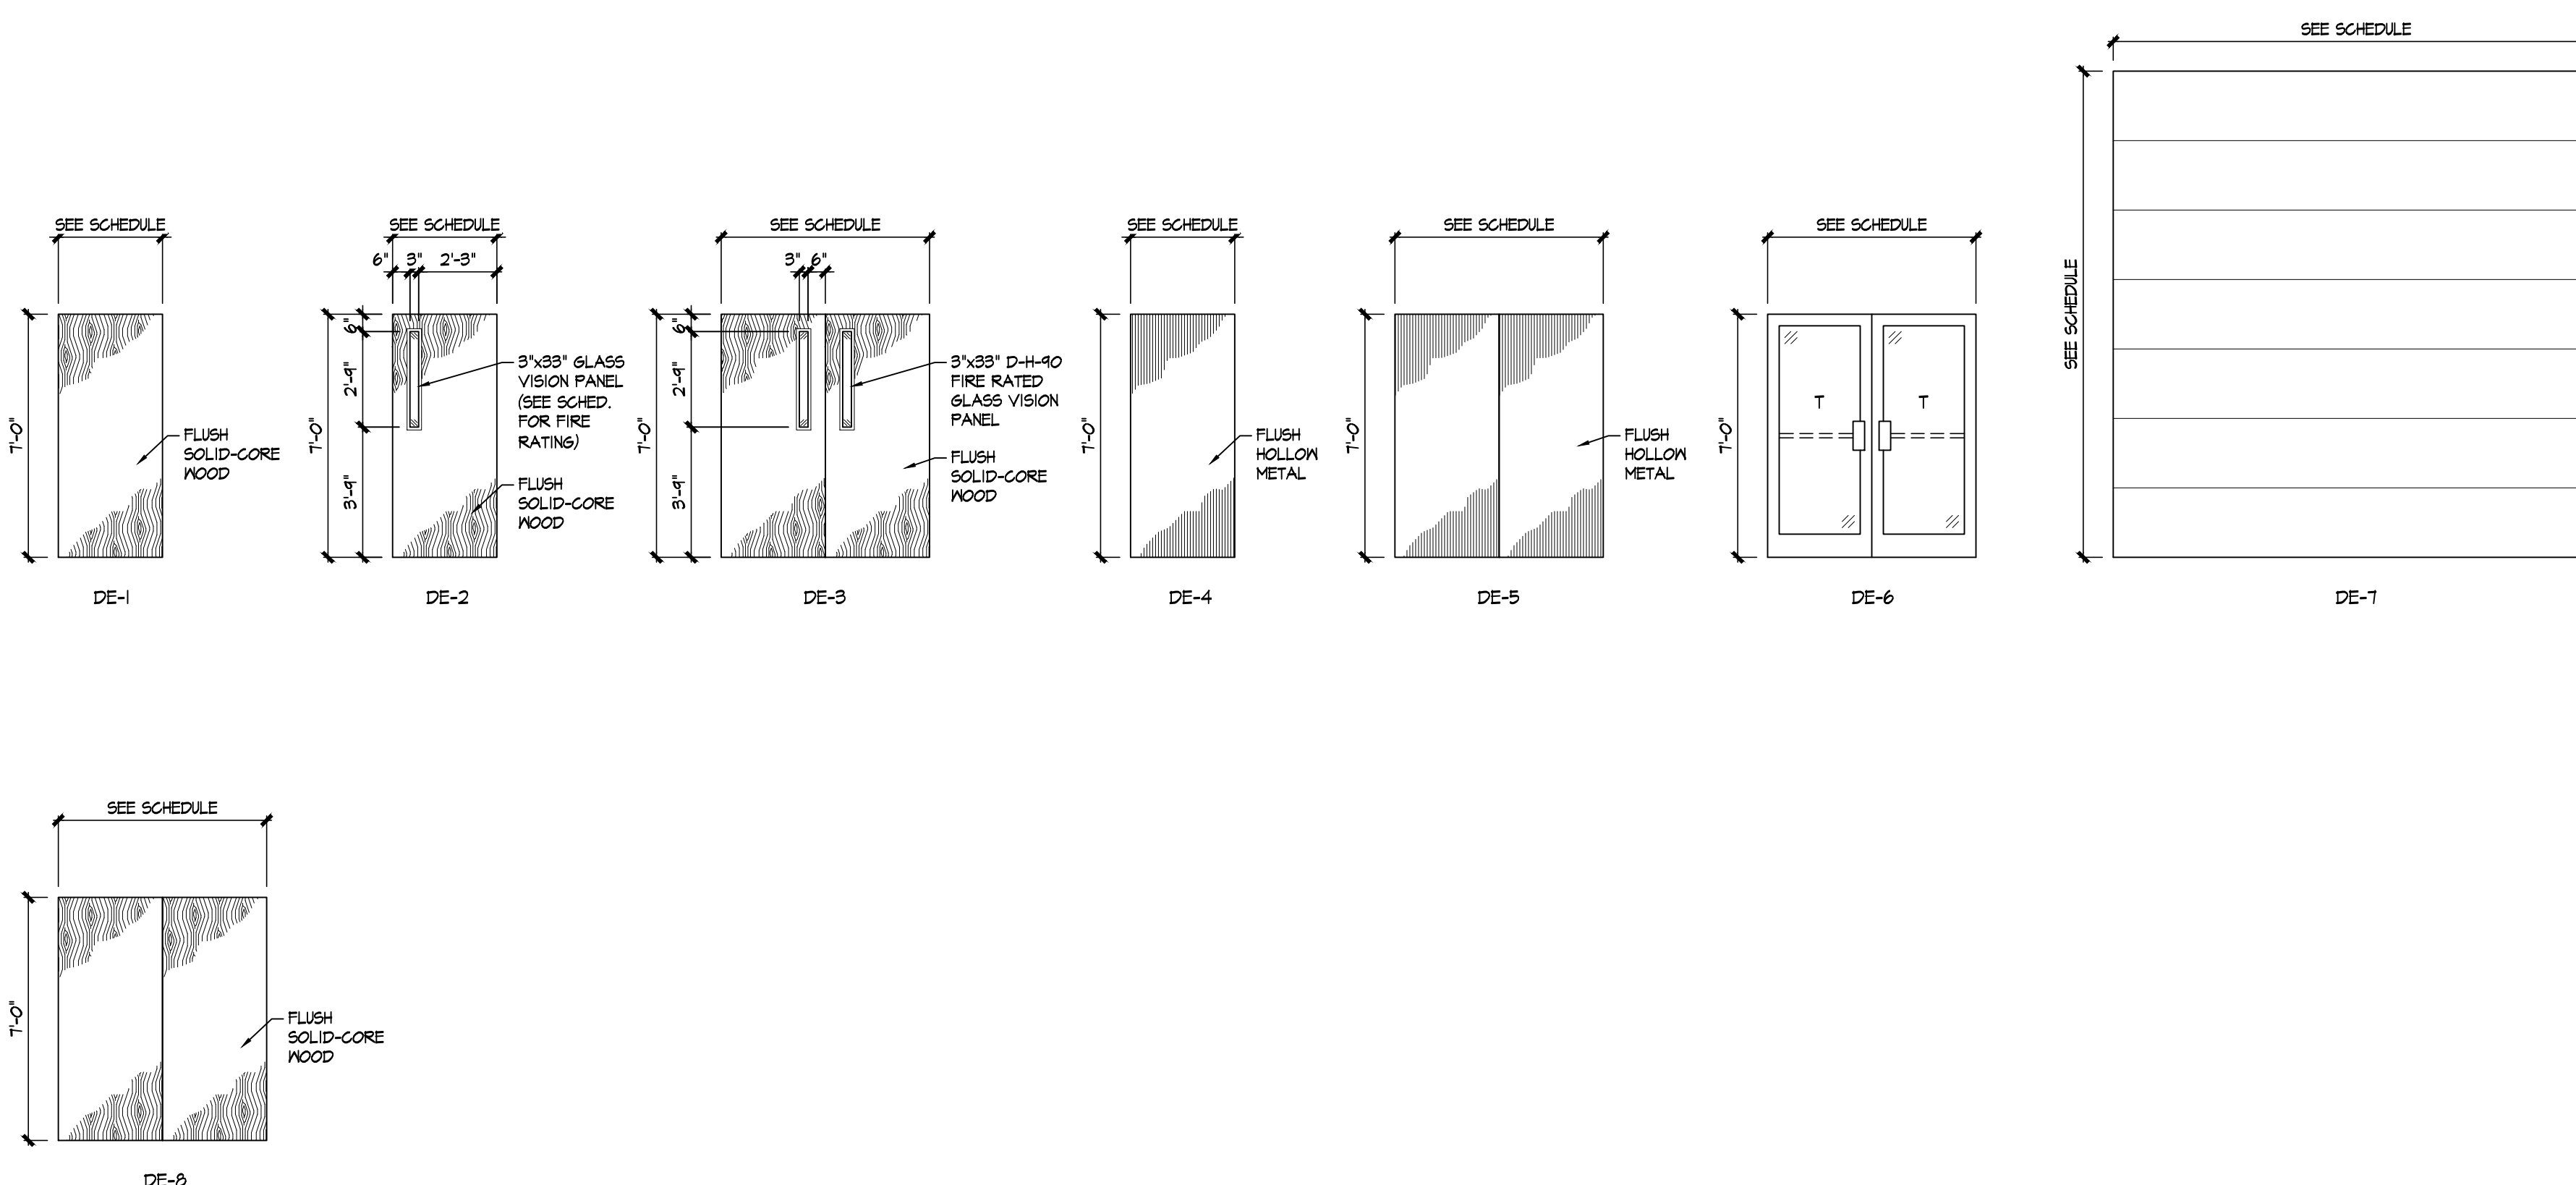 SEE SCHEDULE
7'-0"
FLUSH
SOLID-CORE
WOOD
DE-1
SEE SCHEDULE
6" 3" 2'-3"
7'-0"
6"
2'-9"
3'-9"
3"x33" GLASS
VISION PANEL
(SEE SCHED.
FOR FIRE
RATING)
FLUSH
SOLID-CORE
WOOD
DE-2
SEE SCHEDULE
3" 6"
7'-0"
6"
2'-9"
3'-9"
3"x33" D-H-90
FIRE RATED
GLASS VISION
PANEL
FLUSH
SOLID-CORE
WOOD
DE-3
SEE SCHEDULE
7'-0"
FLUSH
HOLLOW
METAL
DE-4
SEE SCHEDULE
7'-0"
FLUSH
HOLLOW
METAL
DE-5
SEE SCHEDULE
7'-0"
T T
DE-6
SEE SCHEDULE
SEE SCHEDULE
DE-7
SEE SCHEDULE
7'-0"
FLUSH
SOLID-CORE
WOOD
DE-8